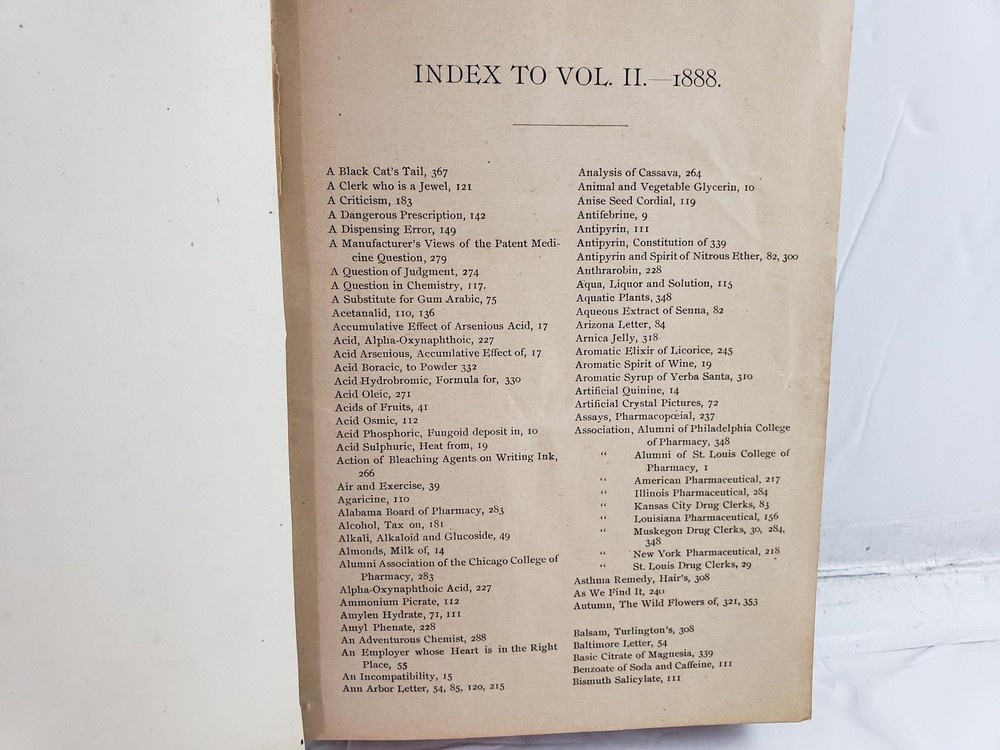 INDEX TO VOL. II.—1888.
A Black Cat's Tail, 367
A Clerk who is a Jewel, 121
A Criticism, 183
A Dangerous Prescription, 142
A Dispensing Error, 149
A Manufacturer's Views of the Patent Medi-
cine Question, 279
A Question of Judgment, 274
A Question in Chemistry, 117.
A Substitute for Gum Arabic, 75
Acetanalid, 110, 136
Accumulative Effect of Arsenious Acid, 17
Acid, Alpha-Oxynaphthoic, 227
Acid Arsenious, Accumlative Effect of, 17
Acid Boracic, to Powder 332
Acid Hydrobromic, Formula for, 330
Acid Oleic, 271
Acids of Fruits, 41
Acid Osmic, 112
Acid Phosphoric, Fungoid deposit in, 10
Acid Sulphuric, Heat from, 19
Action of Bleaching Agents on Writing Ink,
266
Air and Exercise, 39
Agaricine, 110
Alabama Board of Pharmacy, 283
Alcohol, Tax on, 181
Alkali, Alkaloid and Glucoside, 49
Almonds, Milk of, 14
Alumni Association of the Chicago College of
Pharmacy, 283
Alpha-Oxynaphthoic Acid, 227
Ammonium Picrate, 112
Amylen Hydrate, 71, 111
Amyl Phenate, 228
An Adventurous Chemist, 288
An Employer whose Heart is in the Right
Place, 55
An Incompatibility, 15
Ann Arbor Letter, 54, 85, 120, 215
Analysis of Cassava, 264
Animal and Vegetable Glycerin, 10
Anise Seed Cordial, 119
Antifebrine, 9
Antipyrin, 111
Antipyrin, Constitution of 339
Antipyrin and Spirit of Nitrous Ether, 82, 300
Anthrarobin, 228
Aqua, Liquor and Solution, 115
Aquatic Plants, 348
Aqueous Extract of Senna, 82
Arizona Letter, 84
Arnica Jelly, 318
Aromatic Elixir of Licorice, 245
Aromatic Spirit of Wine, 19
Aromatic Syrup of Yerba Santa, 310
Artificial Quinine, 14
Artificial Crystal Pictures, 72
Assays, Pharmacopœial, 237
Association, Alumni of Philadelphia College
of Pharmacy, 348
“ Alumni of St. Louis College of
Pharmacy, 1
“ American Pharmaceutical, 217
“ Illinois Pharmaceutical, 284
“ Kansas City Drug Clerks, 83
“ Louisiana Pharmaceutical, 156
“ Muskegon Drug Clerks, 30, 284,
348
“ New York Pharmaceutical, 218
“ St. Louis Drug Clerks, 29
Asthma Remedy, Hair's, 308
As We Find It, 240
Autumn, The Wild Flowers of, 321, 353
Balsam, Turlington's, 308
Baltimore Letter, 54
Basic Citrate of Magnesia, 339
Benzoate of Soda and Caffeine, 111
Bismuth Salicylate, 111